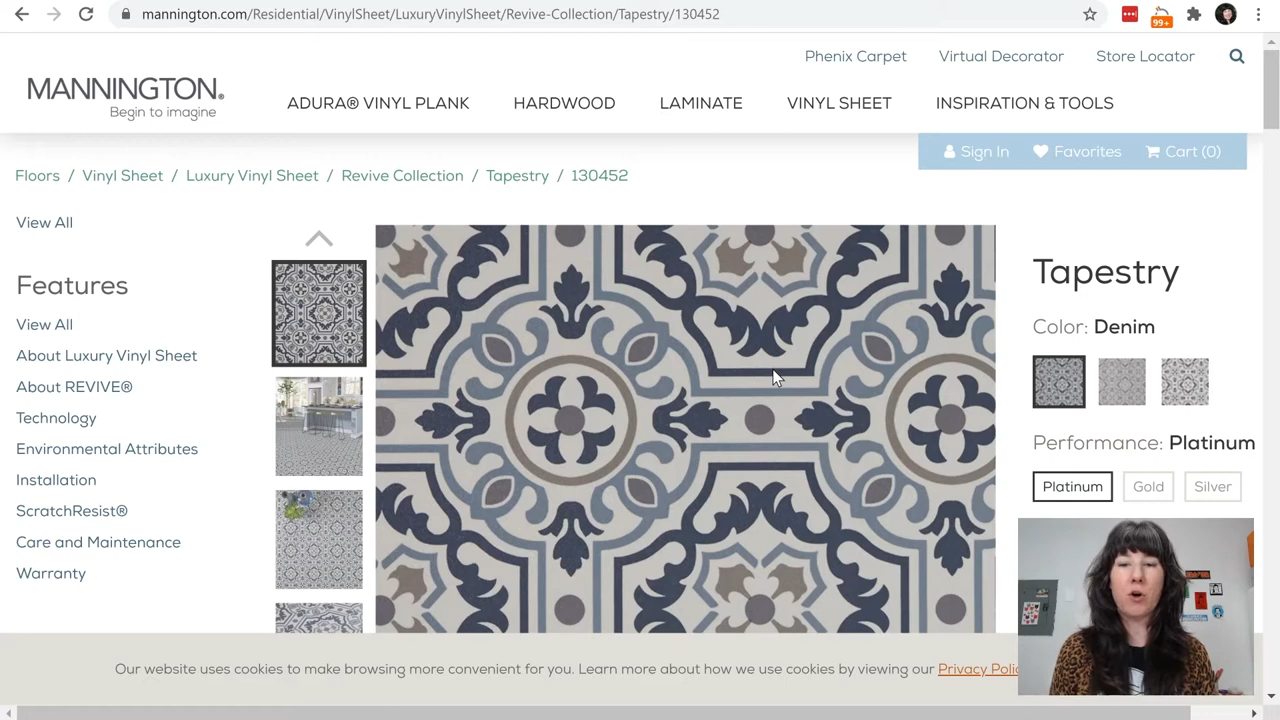 mannington.com/Residential/VinylSheet/Luxury-VinylSheet/Revive-Collection/Tapestry/130452
99+
Phenix Carpet Virtual Decorator Store Locator
MANNINGTON®
Begin to imagine
ADURA® VINYL PLANK HARDWOOD LAMINATE VINYL SHEET INSPIRATION & TOOLS
Sign In Favorites Cart (0)
Floors / Vinyl Sheet / Luxury Vinyl Sheet / Revive Collection / Tapestry / 130452
View All
Features
View All
About Luxury Vinyl Sheet
About REVIVE®
Technology
Environmental Attributes
Installation
ScratchResist®
Care and Maintenance
Warranty
Tapestry
Color: Denim
Performance: Platinum
Platinum Gold Silver
Our website uses cookies to make browsing more convenient for you. Learn more about how we use cookies by viewing our Privacy Polic